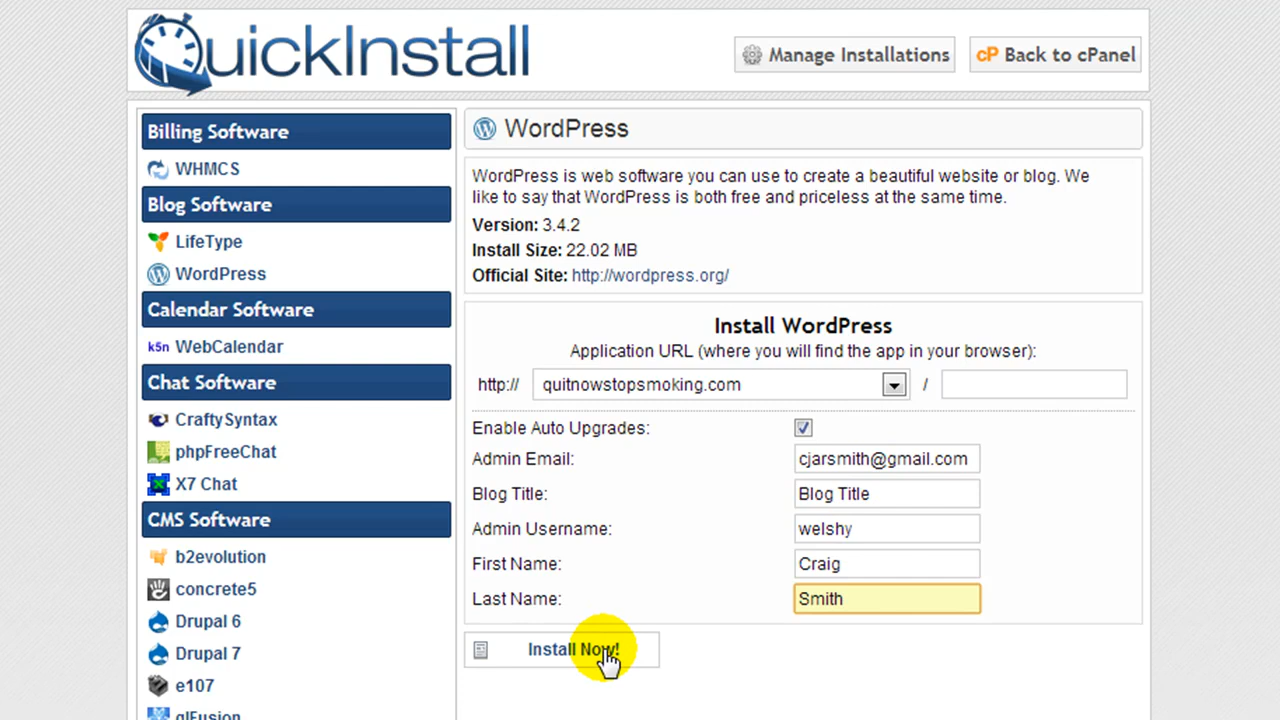 QuickInstall
Manage Installations
cP Back to cPanel
Billing Software
WHMCS
Blog Software
LifeType
WordPress
Calendar Software
k5n WebCalendar
Chat Software
CraftySyntax
phpFreeChat
X7 Chat
CMS Software
b2evolution
concrete5
Drupal 6
Drupal 7
e107
glFusion
WordPress
WordPress is web software you can use to create a beautiful website or blog. We
like to say that WordPress is both free and priceless at the same time.
Version: 3.4.2
Install Size: 22.02 MB
Official Site: http://wordpress.org/
Install WordPress
Application URL (where you will find the app in your browser):
http:// quitnowstopsmoking.com /
Enable Auto Upgrades:
Admin Email: cjarsmith@gmail.com
Blog Title: Blog Title
Admin Username: welshy
First Name: Craig
Last Name: Smith
Install Now!